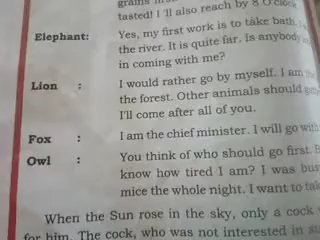 grams
tasted! I'll also reach by 8 O'clock
Elephant: Yes, my first work is to take bath.
the river. It is quite far. Is anybody
in coming with me?
Lion : I would rather go by myself. I am
the forest. Other animals should
I'll come after all of you.
Fox : I am the chief minister. I will go with
Owl : You think of who should go first.
know how tired I am? I was
mice the whole night. I want to
When the Sun rose in the sky, only a cock
for him. The cock, who was not interested in